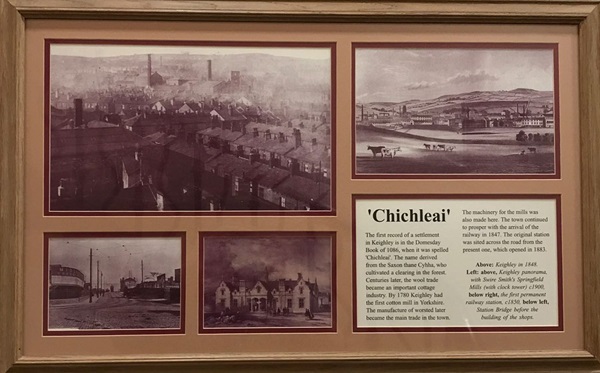 'Chichleai'
The first record of a settlement
in Keighley is in the Domesday
Book of 1086, when it was spelled
'Chichleai'. The name derived
from the Saxon thane Cyhha, who
cultivated a clearing in the forest.
Centuries later, the wool trade
became an important cottage
industry. By 1780 Keighley had
the first cotton mill in Yorkshire.
The manufacture of worsted later
became the main trade in the town.
The machinery for the mills was
also made here. The town continued
to prosper with the arrival of the
railway in 1847. The original station
was sited across the road from the
present one, which opened in 1883.
Above: Keighley in 1848.
Left: above, Keighley panorama,
with Swire Smith's Springfield
Mills (with clock tower) c1900,
below right, the first permanent
railway station, c1850, below left,
Station Bridge before the
building of the shops.